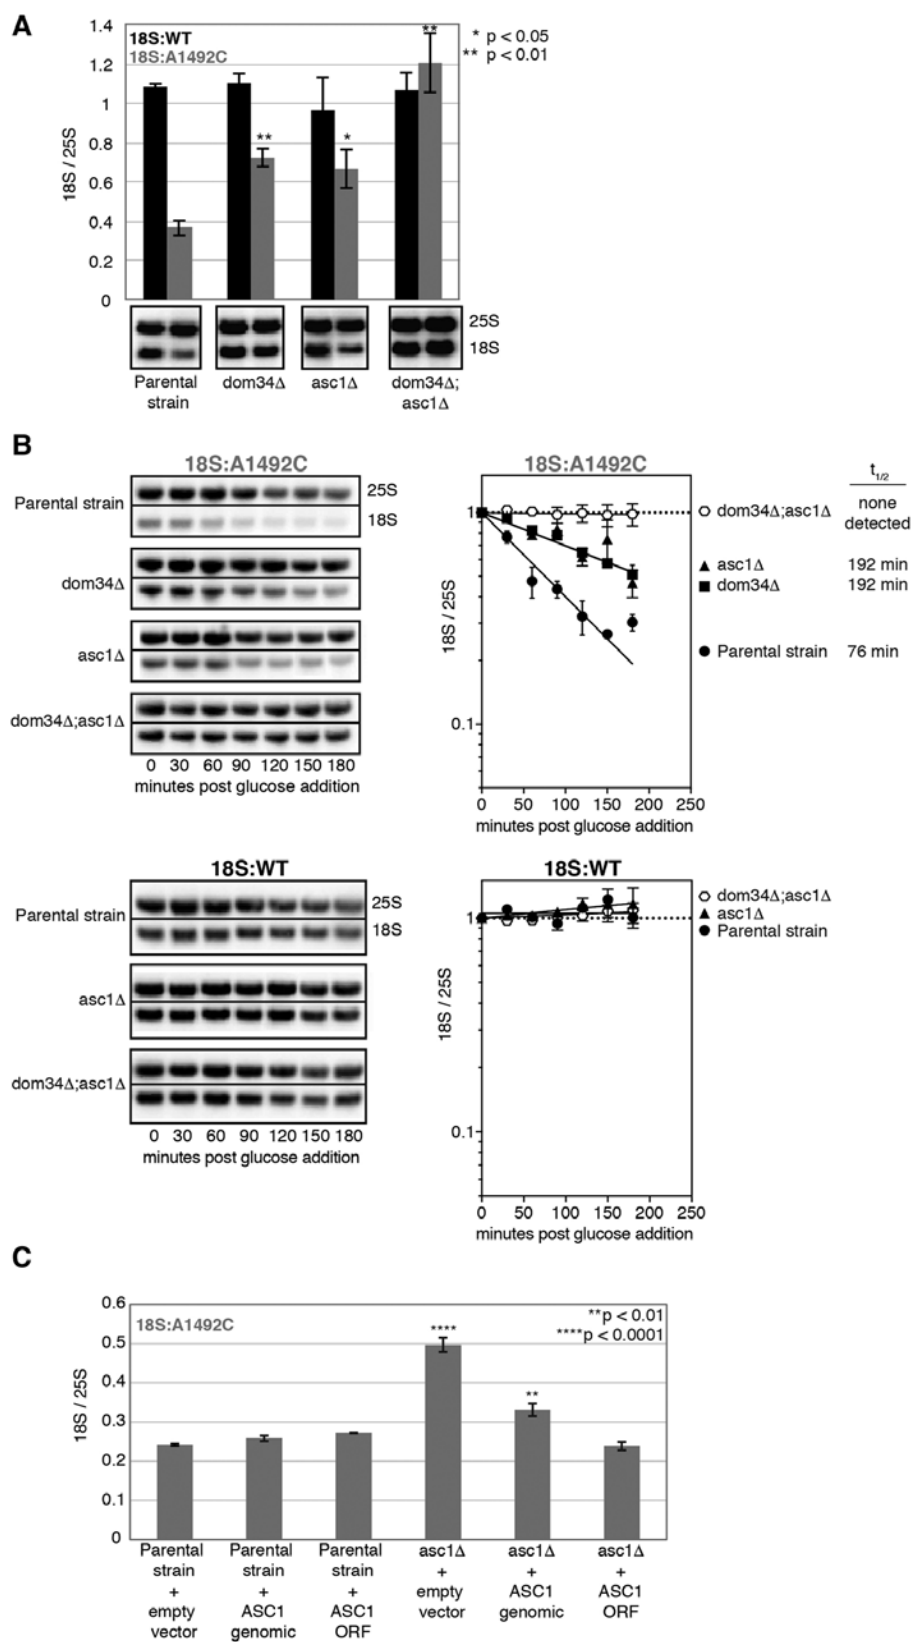 A
1.4
18S:WT
18S:A1492C
1.2
1
0.8
0.6
0.4
0.2
0
18S / 25S
**
*
**
* p < 0.05
** p < 0.01
25S
18S
Parental
strain
dom34Δ
asc1Δ
dom34Δ;
asc1Δ
B
18S:A1492C
Parental strain
25S
18S
dom34Δ
asc1Δ
dom34Δ;asc1Δ
0 30 60 90 120 150 180
minutes post glucose addition
18S:A1492C
1
0.1
18S / 25S
0 50 100 150 200 250
minutes post glucose addition
t1/2
dom34Δ;asc1Δ
none
detected
asc1Δ 192 min
dom34Δ 192 min
Parental strain 76 min
18S:WT
Parental strain
25S
18S
asc1Δ
dom34Δ;asc1Δ
0 30 60 90 120 150 180
minutes post glucose addition
18S:WT
1
0.1
18S / 25S
0 50 100 150 200 250
minutes post glucose addition
dom34Δ;asc1Δ
asc1Δ
Parental strain
C
0.6
0.5
0.4
0.3
0.2
0.1
0
18S / 25S
18S:A1492C
**p < 0.01
****p < 0.0001
****
**
Parental
strain
+
empty
vector
Parental
strain
+
ASC1
genomic
Parental
strain
+
ASC1
ORF
asc1Δ
+
empty
vector
asc1Δ
+
ASC1
genomic
asc1Δ
+
ASC1
ORF